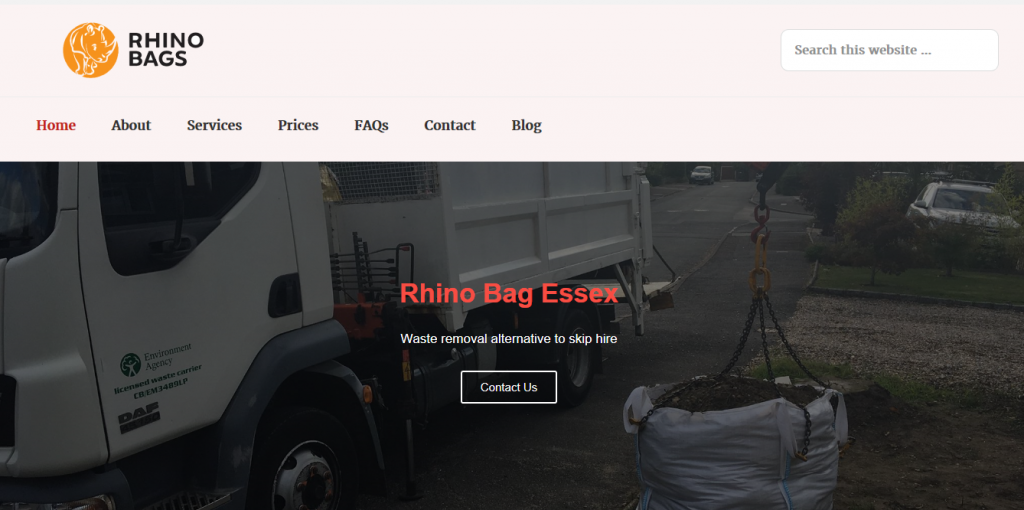 RHINO
BAGS
Search this website ...
Home About Services Prices FAQs Contact Blog
Rhino Bag Essex
Waste removal alternative to skip hire
Contact Us
Environment
Agency
licensed waste carrier
CB/EM3489LP
DAF